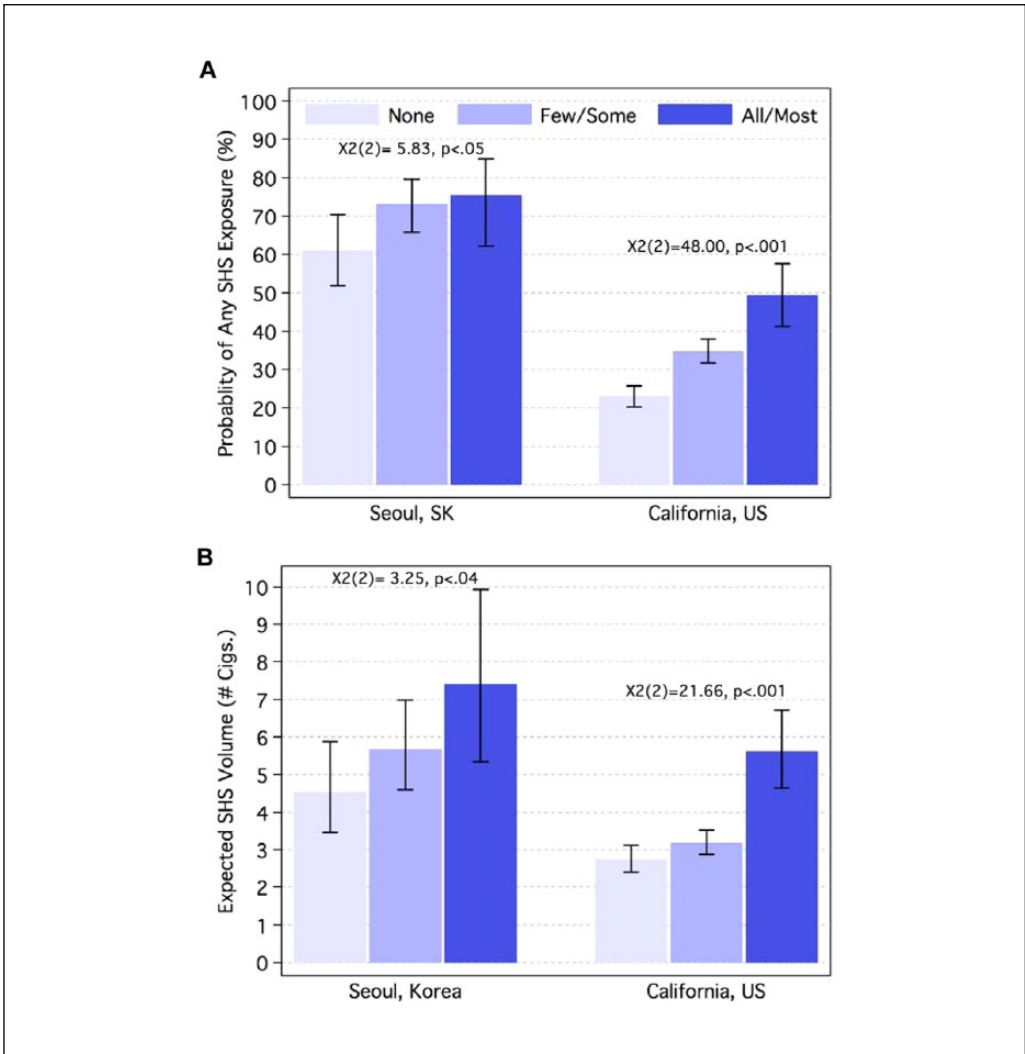 A
Probablity of Any SHS Exposure (%)
100
90
80
70
60
50
40
30
20
10
0
None Few/Some All/Most
X2(2)= 5.83, p<.05
X2(2)=48.00, p<.001
Seoul, SK California, US
B
Expected SHS Volume (# Cigs.)
10
9
8
7
6
5
4
3
2
1
0
X2(2)= 3.25, p<.04
X2(2)=21.66, p<.001
Seoul, Korea California, US